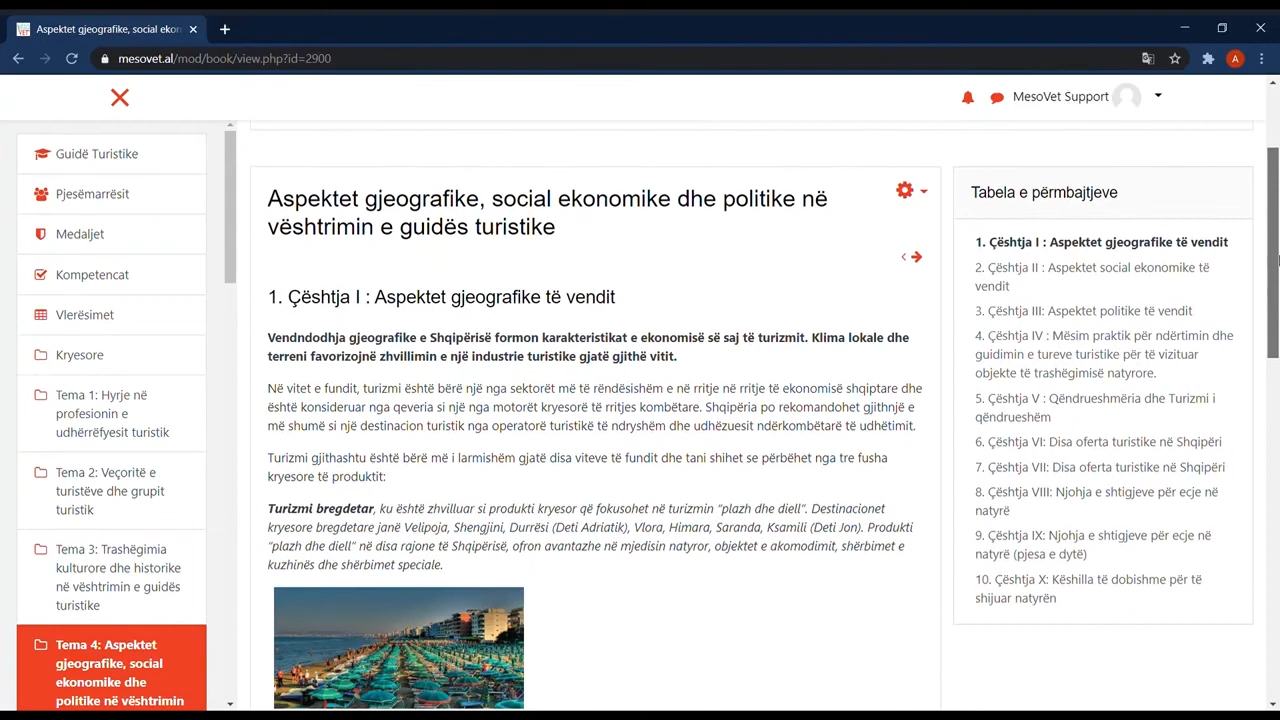 Aspektet gjeografike, social ekon
mesovet.al/mod/book/view.php?id=2900
A
MesoVet Support
Guidë Turistike
Pjesëmarrësit
Medaljet
Kompetencat
Vlerësimet
Kryesore
Tema 1: Hyrje në
profesionin e
udhërrëfyesit turistik
Tema 2: Veçoritë e
turistëve dhe grupit
turistik
Tema 3: Trashëgimia
kulturore dhe historike
në vështrimin e guidës
turistike
Tema 4: Aspektet
gjeografike, social
ekonomike dhe
politike në vështrimin
Aspektet gjeografike, social ekonomike dhe politike në
vështrimin e guidës turistike
1. Çështja I : Aspektet gjeografike të vendit
Vendndodhja gjeografike e Shqipërisë formon karakteristikat e ekonomisë së saj të turizmit. Klima lokale dhe
terreni favorizojnë zhvillimin e një industrie turistike gjatë gjithë vitit.
Në vitet e fundit, turizmi është bërë një nga sektorët më të rëndësishëm e në rritje në rritje të ekonomisë shqiptare dhe
është konsideruar nga qeveria si një nga motorët kryesorë të rritjes kombëtare. Shqipëria po rekomandohet gjithnjë e
më shumë si një destinacion turistik nga operatorë turistikë të ndryshëm dhe udhëzuesit ndërkombëtarë të udhëtimit.
Turizmi gjithashtu është bërë më i larmishëm gjatë disa viteve të fundit dhe tani shihet se përbëhet nga tre fusha
kryesore të produktit:
Turizmi bregdetar, ku është zhvilluar si produkti kryesor që fokusohet në turizmin "plazh dhe diell". Destinacionet
kryesore bregdetare janë Velipoja, Shengjini, Durrësi (Deti Adriatik), Vlora, Himara, Saranda, Ksamili (Deti Jon). Produkti
"plazh dhe diell" në disa rajone të Shqipërisë, ofron avantazhe në mjedisin natyror, objektet e akomodimit, shërbimet e
kuzhinës dhe shërbimet speciale.
Tabela e përmbajtjeve
1. Çështja I : Aspektet gjeografike të vendit
2. Çështja II : Aspektet social ekonomike të
vendit
3. Çështja III: Aspektet politike të vendit
4. Çështja IV : Mësim praktik për ndërtimin dhe
guidimin e tureve turistike për të vizituar
objekte të trashëgimisë natyrore.
5. Çështja V : Qëndrueshmëria dhe Turizmi i
qëndrueshëm
6. Çështja VI: Disa oferta turistike në Shqipëri
7. Çështja VII: Disa oferta turistike në Shqipëri
8. Çështja VIII: Njohja e shtigjeve për ecje në
natyrë
9. Çështja IX: Njohja e shtigjeve për ecje në
natyrë (pjesa e dytë)
10. Çështja X: Këshilla të dobishme për të
shijuar natyrën